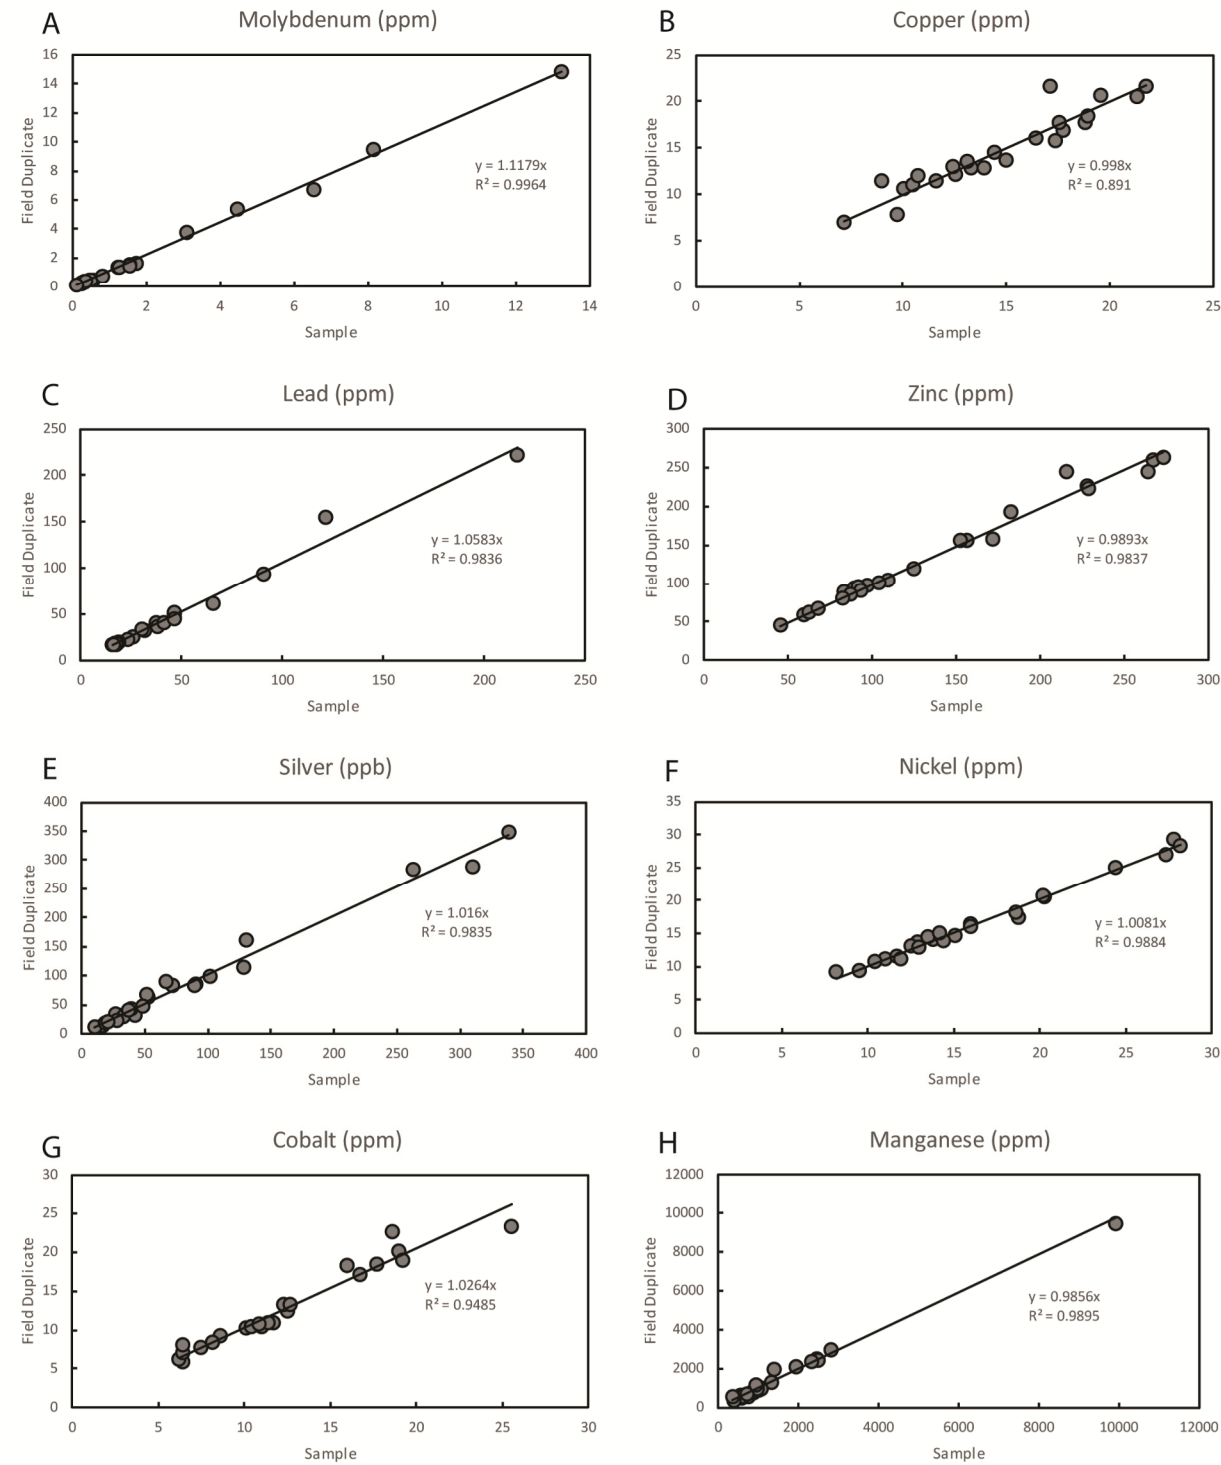 A
Molybdenum (ppm)
16
14
12
10
8
6
4
2
0
Field Duplicate
y = 1.1179x
R² = 0.9964
0 2 4 6 8 10 12 14
Sample
B
Copper (ppm)
25
20
15
10
5
0
Field Duplicate
y = 0.998x
R² = 0.891
0 5 10 15 20 25
Sample
C
Lead (ppm)
250
200
150
100
50
0
Field Duplicate
y = 1.0583x
R² = 0.9836
0 50 100 150 200 250
Sample
D
Zinc (ppm)
300
250
200
150
100
50
0
Field Duplicate
y = 0.9893x
R² = 0.9837
0 50 100 150 200 250 300
Sample
E
Silver (ppb)
400
350
300
250
200
150
100
50
0
Field Duplicate
y = 1.016x
R² = 0.9835
0 50 100 150 200 250 300 350 400
Sample
F
Nickel (ppm)
35
30
25
20
15
10
5
0
Field Duplicate
y = 1.0081x
R² = 0.9884
0 5 10 15 20 25 30
Sample
G
Cobalt (ppm)
30
25
20
15
10
5
0
Field Duplicate
y = 1.0264x
R² = 0.9485
0 5 10 15 20 25 30
Sample
H
Manganese (ppm)
12000
10000
8000
6000
4000
2000
0
Field Duplicate
y = 0.9856x
R² = 0.9895
0 2000 4000 6000 8000 10000 12000
Sample